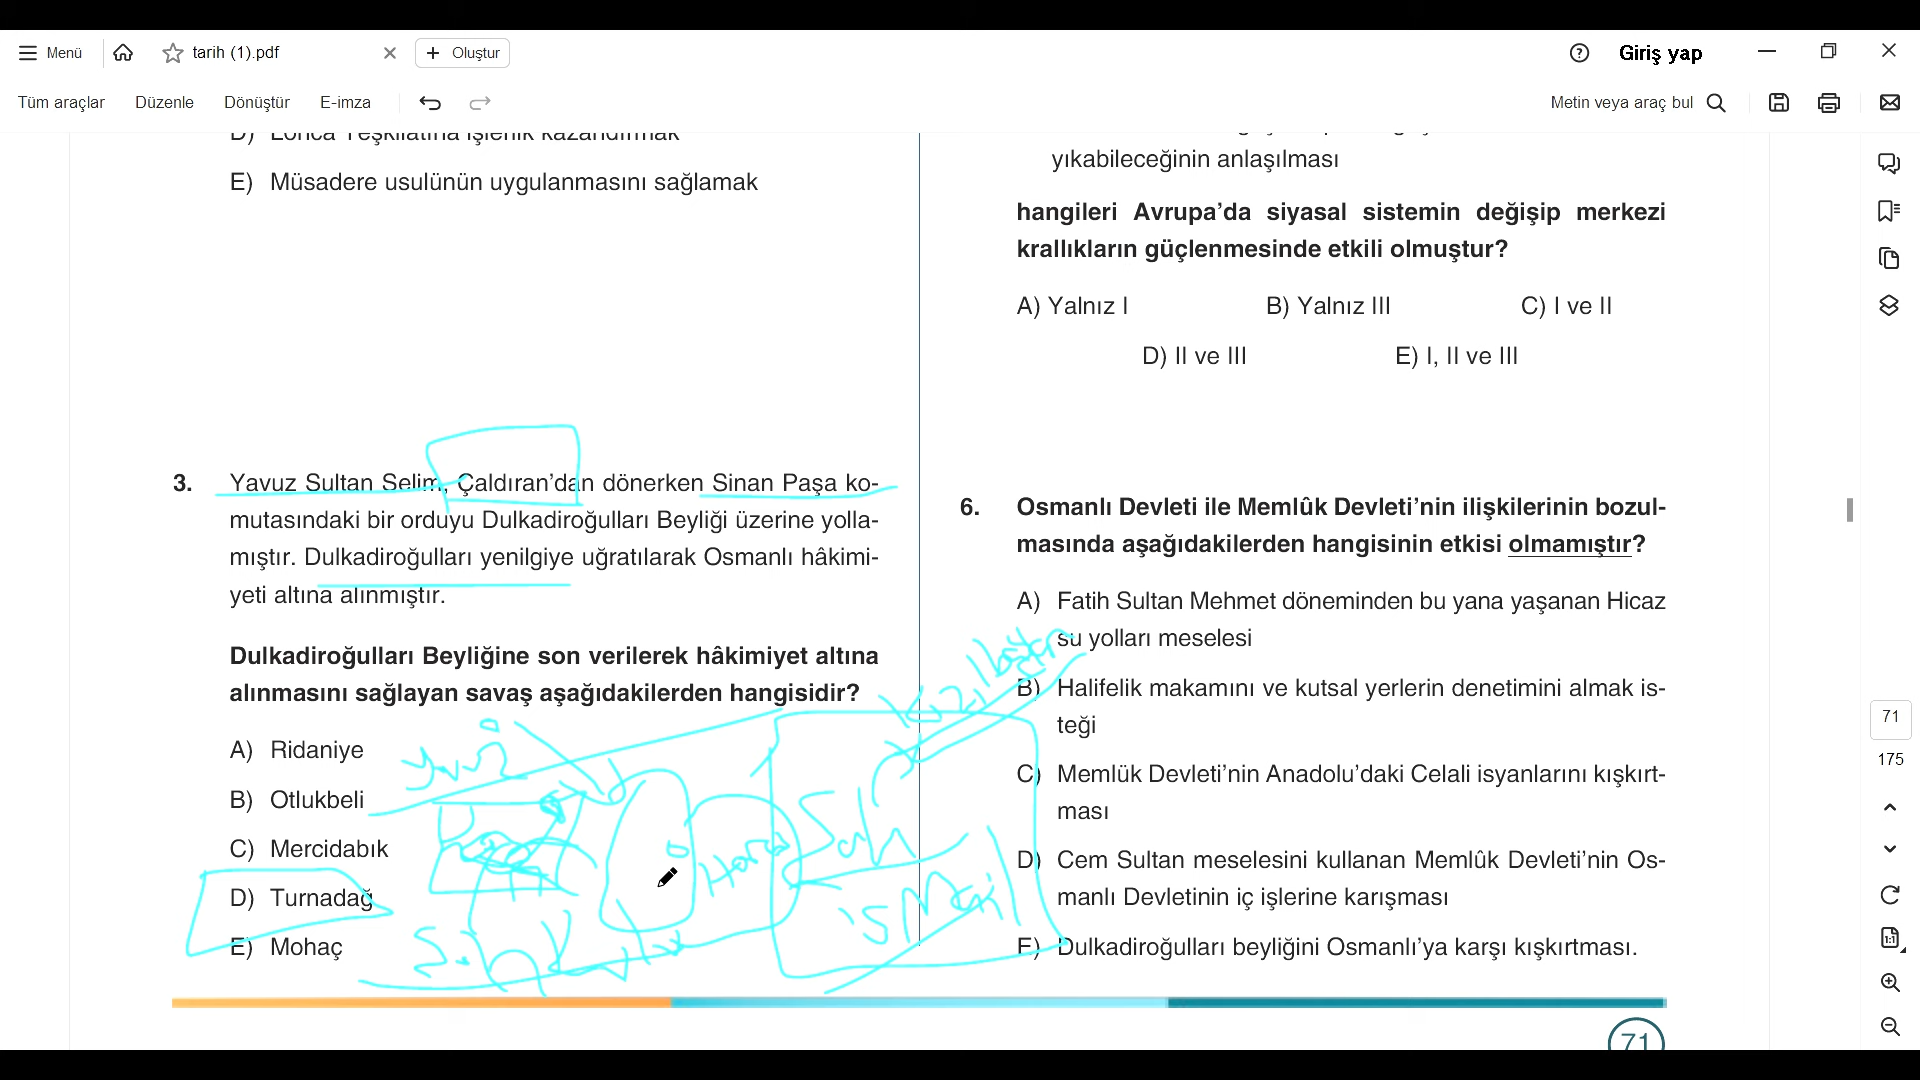 Menü
tarih (1).pdf
Oluştur
Giriş yap
Tüm araçlar
Düzenle
Dönüştür
E-imza
Metin veya araç bul
D) Lonca Teşkilatına işlerlik kazandırmak
E) Müsadere usulünün uygulanmasını sağlamak
3. Yavuz Sultan Selim, Çaldıran’dan dönerken Sinan Paşa ko-
mutasındaki bir orduyu Dulkadiroğulları Beyliği üzerine yolla-
mıştır. Dulkadiroğulları yenilgiye uğratılarak Osmanlı hâkimi-
yeti altına alınmıştır.
Dulkadiroğulları Beyliğine son verilerek hâkimiyet altına
alınmasını sağlayan savaş aşağıdakilerden hangisidir?
A) Ridaniye
B) Otlukbeli
C) Mercidabık
D) Turnadağ
E) Mohaç
yıkabileceğinin anlaşılması
hangileri Avrupa’da siyasal sistemin değişip merkezi
krallıkların güçlenmesinde etkili olmuştur?
A) Yalnız I
B) Yalnız III
C) I ve II
D) II ve III
E) I, II ve III
6. Osmanlı Devleti ile Memlûk Devleti’nin ilişkilerinin bozul-
masında aşağıdakilerden hangisinin etkisi olmamıştır?
A) Fatih Sultan Mehmet döneminden bu yana yaşanan Hicaz
su yolları meselesi
B) Halifelik makamını ve kutsal yerlerin denetimini almak is-
teği
C) Memlük Devleti’nin Anadolu’daki Celali isyanlarını kışkırt-
ması
D) Cem Sultan meselesini kullanan Memlûk Devleti’nin Os-
manlı Devletinin iç işlerine karışması
E) Dulkadiroğulları beyliğini Osmanlı’ya karşı kışkırtması.
Şah
ismail
71
71
175